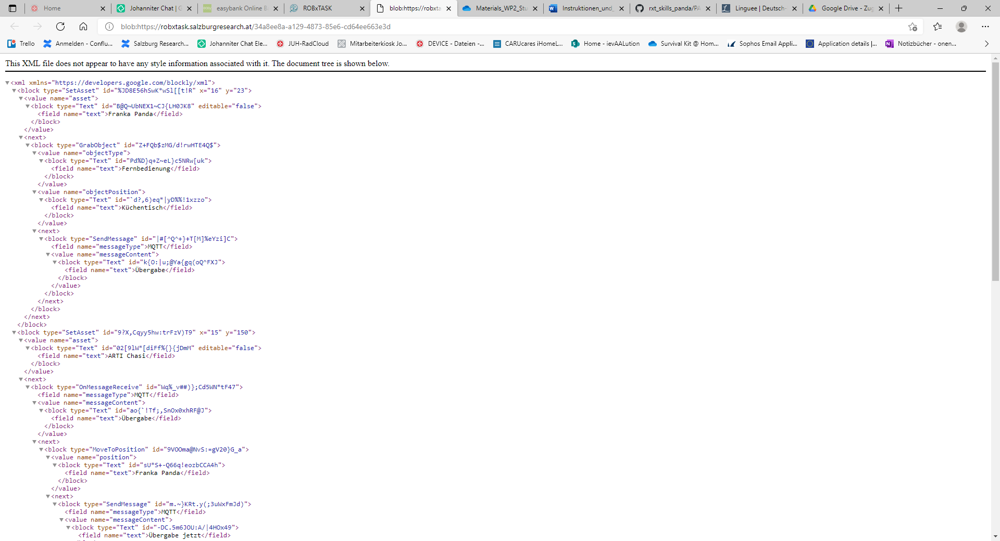 Home
Johanniter Chat | G
easybank Online B
ROBxTASK
blob:https://robxta
Materials_WP2_Stu
Instruktionen_und_
rxt_skills_panda/PA
Linguee | Deutsch-
Google Drive - Zug
blob:https://robxtask.salzburgresearch.at/34a8ee8a-a129-4873-85e6-cd64ee663e3d
Trello
Anmelden - Conflu...
Salzburg Research...
Johanniter Chat Ele...
JUH-RadCloud
Mitarbeiterkiosk Jo...
DEVICE - Dateien -...
CARUcares iHomeL...
Home - ievAALution
Survival Kit @ Hom...
Sophos Email Appli...
Application details |...
Notizbücher - onen...
This XML file does not appear to have any style information associated with it. The document tree is shown below.
<xml xmlns="https://developers.google.com/blockly/xml">
<block type="SetAsset" id="%JD8E56hSwK*wSl[[t!R" x="16" y="23">
<value name="asset">
<block type="Text" id="B@Q~UbNEX1~CJ{LH0JK8" editable="false">
<field name="text">Franka Panda</field>
</block>
</value>
<next>
<block type="GrabObject" id="Z+FQb$zMG/d!rwHTE4Q$">
<value name="objectType">
<block type="Text" id="Pd%D}q+Z~eL}c5NRw[uk">
<field name="text">Fernbedienung</field>
</block>
</value>
<value name="objectPosition">
<block type="Text" id="`d?,6)eq*|yD%%!1xzzo">
<field name="text">Küchentisch</field>
</block>
</value>
<next>
<block type="SendMessage" id="|#[^Q^+}+T[M]%eYzi]C">
<field name="messageType">MQTT</field>
<value name="messageContent">
<block type="Text" id="k{O:|u;@Ya{gq(oQ^FXJ">
<field name="text">Übergabe</field>
</block>
</value>
</block>
</next>
</block>
</next>
</block>
<block type="SetAsset" id="9?X,Cqyy5hw:trFzV)T9" x="15" y="150">
<value name="asset">
<block type="Text" id="02[9lW*[diFf%{}{jDmM" editable="false">
<field name="text">ARTI Chasi</field>
</block>
</value>
<next>
<block type="OnMessageReceive" id="Wq%_v##)};Cd5WN*tF47">
<field name="messageType">MQTT</field>
<value name="messageContent">
<block type="Text" id="ao{`!Tf;,SnOx0xhRF@J">
<field name="text">Übergabe</field>
</block>
</value>
<next>
<block type="MoveToPosition" id="9VOOma@NvS:=gV20}G_a">
<value name="position">
<block type="Text" id="sU*S+-Q66q!eozbCCA4h">
<field name="text">Franka Panda</field>
</block>
</value>
<next>
<block type="SendMessage" id="m.~}KRt.y(;3uWxFmJd)">
<field name="messageType">MQTT</field>
<value name="messageContent">
<block type="Text" id="-DC.5m6JOU:A/|4HOx49">
<field name="text">Übergabe jetzt</field>